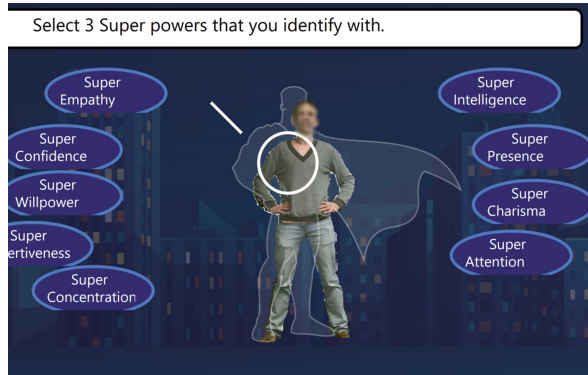 Select 3 Super powers that you identify with.
Super
Empathy
Super
Confidence
Super
Willpower
Super
ertiveness
Super
Concentration
Super
Intelligence
Super
Presence
Super
Charisma
Super
Attention